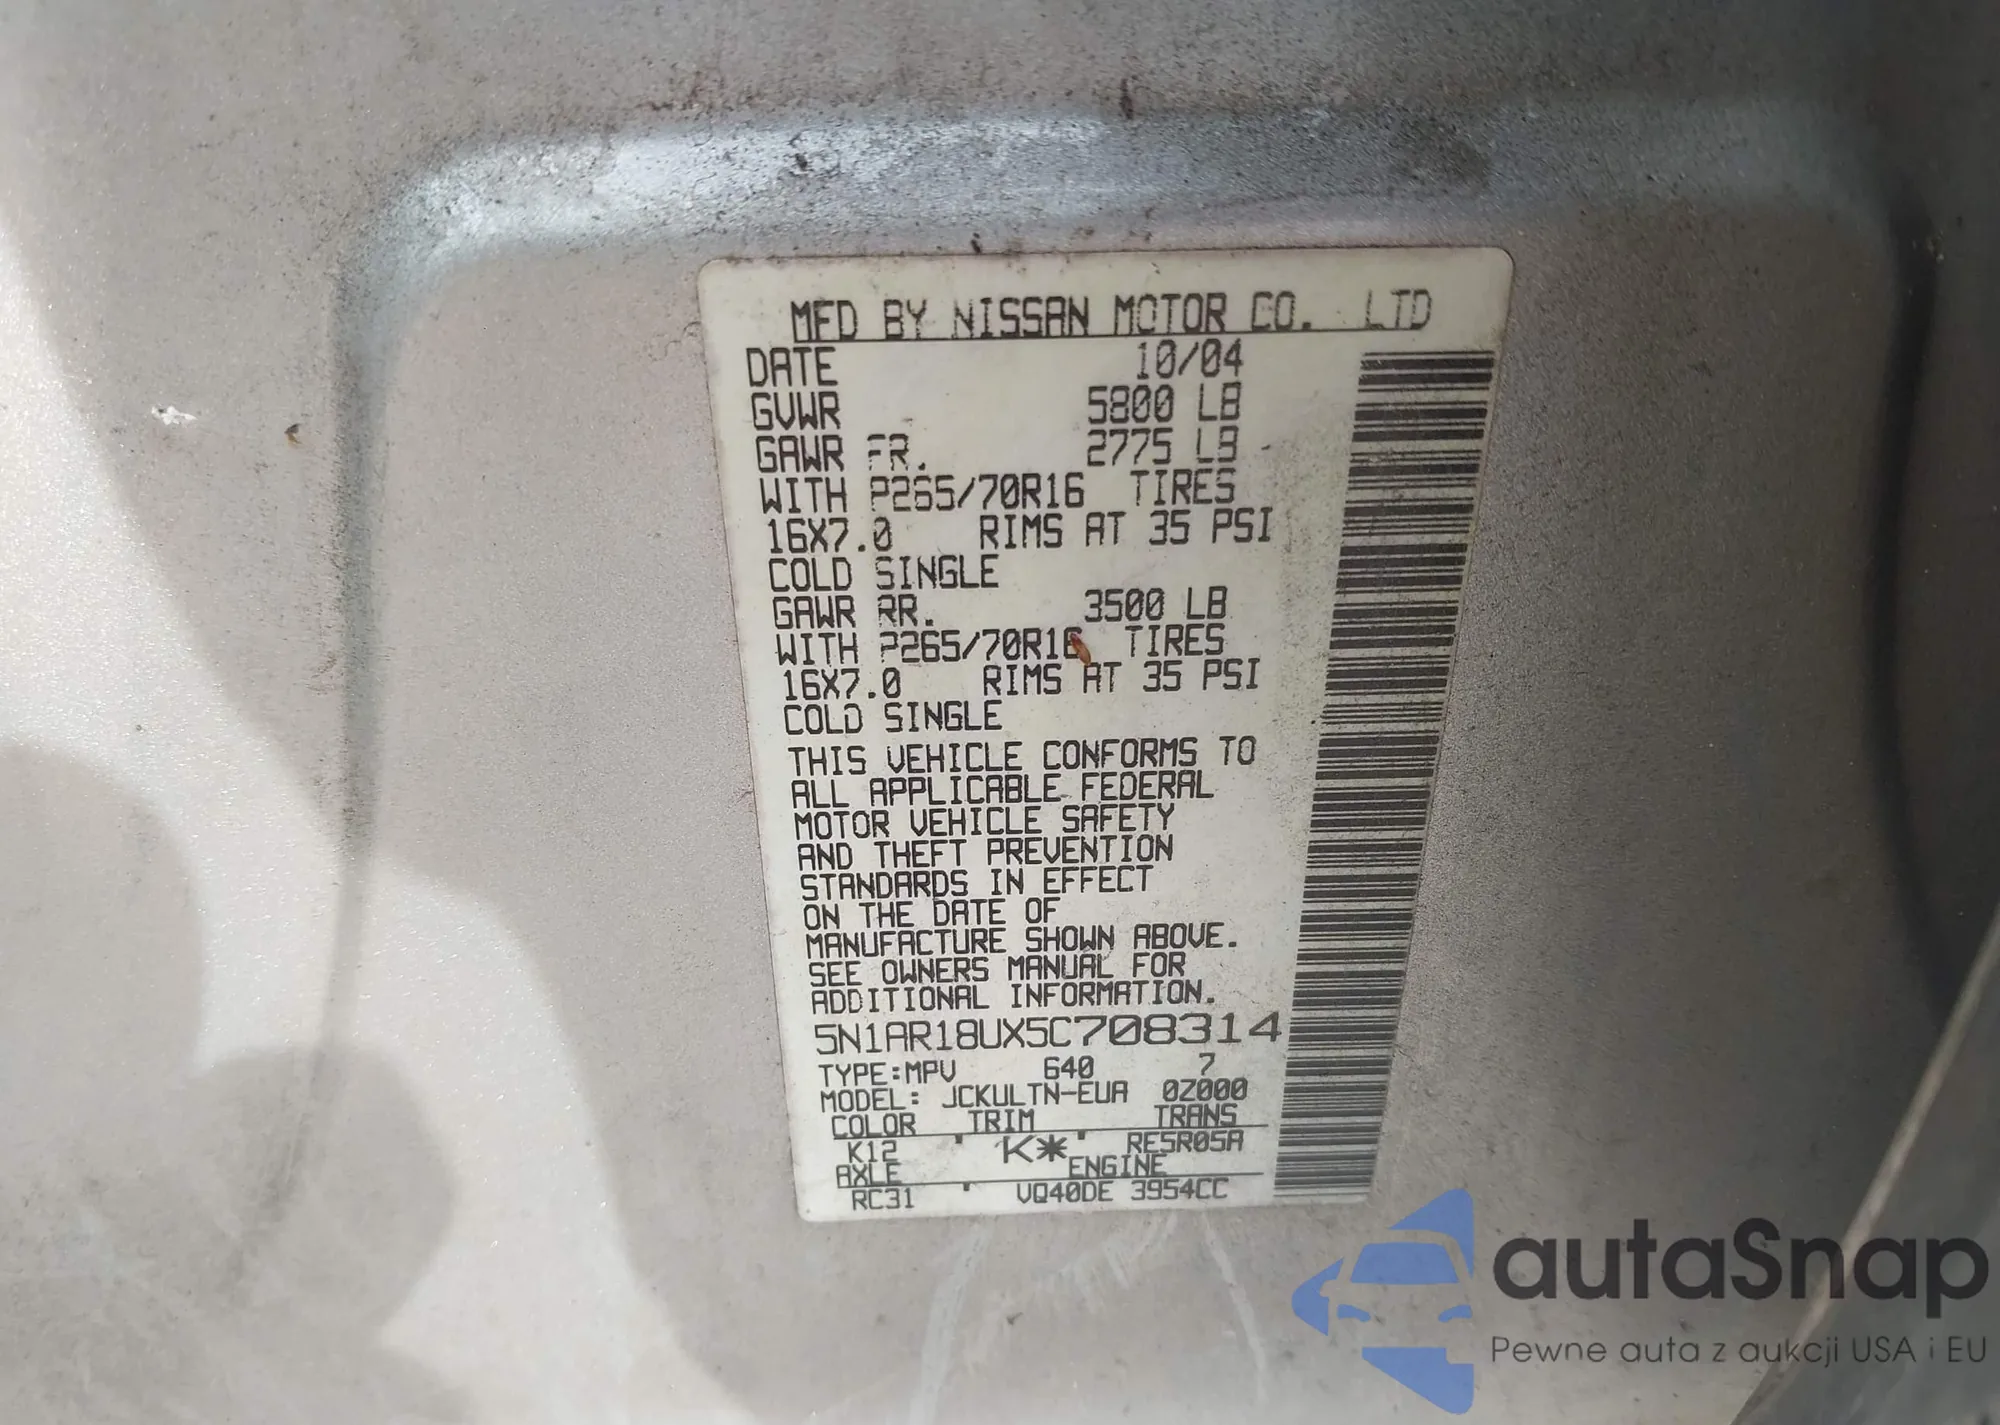 MFD BY NISSAN MOTOR CO. LTD
DATE 10/04
GVWR 5800 LB
GAWR FR. 2775 LB
WITH P265/70R16 TIRES
16X7.0 RIMS AT 35 PSI
COLD SINGLE
GAWR RR. 3500 LB
WITH P265/70R16 TIRES
16X7.0 RIMS AT 35 PSI
COLD SINGLE
THIS VEHICLE CONFORMS TO
ALL APPLICABLE FEDERAL
MOTOR VEHICLE SAFETY
AND THEFT PREVENTION
STANDARDS IN EFFECT
ON THE DATE OF
MANUFACTURE SHOWN ABOVE.
SEE OWNERS MANUAL FOR
ADDITIONAL INFORMATION.
5N1AR18UX5C708314
TYPE:MPV 640 7
MODEL: JCKULTN-EUA 0Z000
COLOR TRIM TRANS
K12 K* RE5R05A
AXLE ENGINE
RC31 VQ40DE 3954CC
autaSnap
Pewne auta z aukcji USA i EU